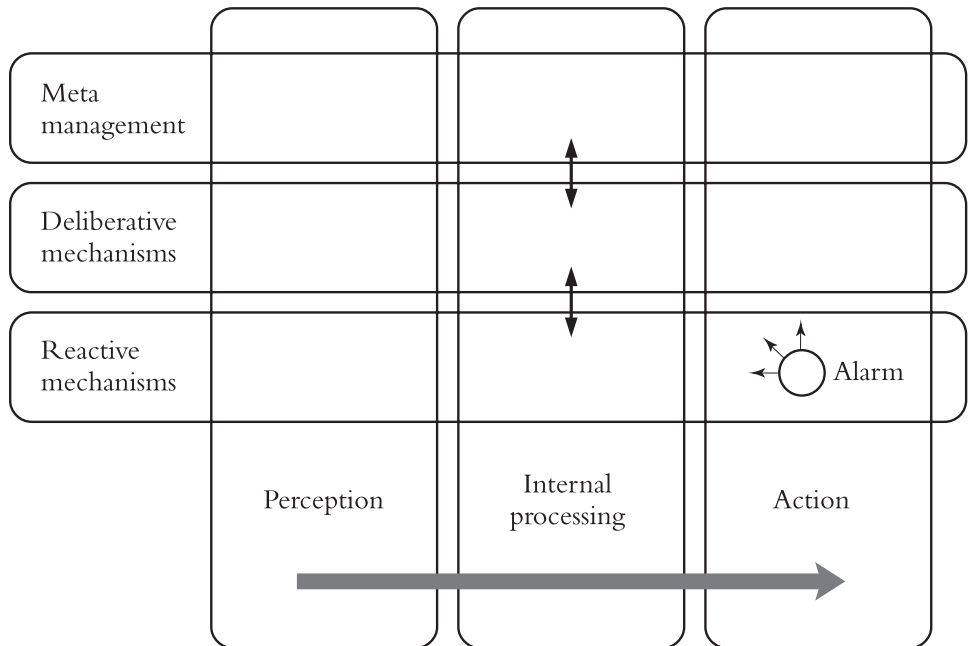 Meta
management
Deliberative
mechanisms
Reactive
mechanisms
Alarm
Perception
Internal
processing
Action